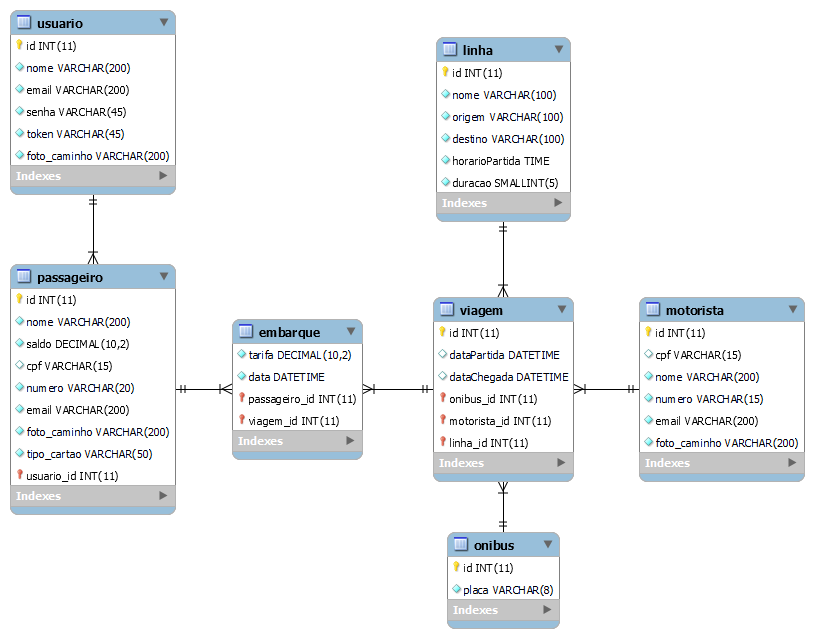 usuario
id INT(11)
nome VARCHAR(200)
email VARCHAR(200)
senha VARCHAR(45)
token VARCHAR(45)
foto_caminho VARCHAR(200)
Indexes
linha
id INT(11)
nome VARCHAR(100)
origem VARCHAR(100)
destino VARCHAR(100)
horarioPartida TIME
duracao SMALLINT(5)
Indexes
passageiro
id INT(11)
nome VARCHAR(200)
saldo DECIMAL(10,2)
cpf VARCHAR(15)
numero VARCHAR(20)
email VARCHAR(200)
foto_caminho VARCHAR(200)
tipo_cartao VARCHAR(50)
usuario_id INT(11)
Indexes
embarque
tarifa DECIMAL(10,2)
data DATETIME
passageiro_id INT(11)
viagem_id INT(11)
Indexes
viagem
id INT(11)
dataPartida DATETIME
dataChegada DATETIME
onibus_id INT(11)
motorista_id INT(11)
linha_id INT(11)
Indexes
motorista
id INT(11)
cpf VARCHAR(15)
nome VARCHAR(200)
numero VARCHAR(15)
email VARCHAR(200)
foto_caminho VARCHAR(200)
Indexes
onibus
id INT(11)
placa VARCHAR(8)
Indexes